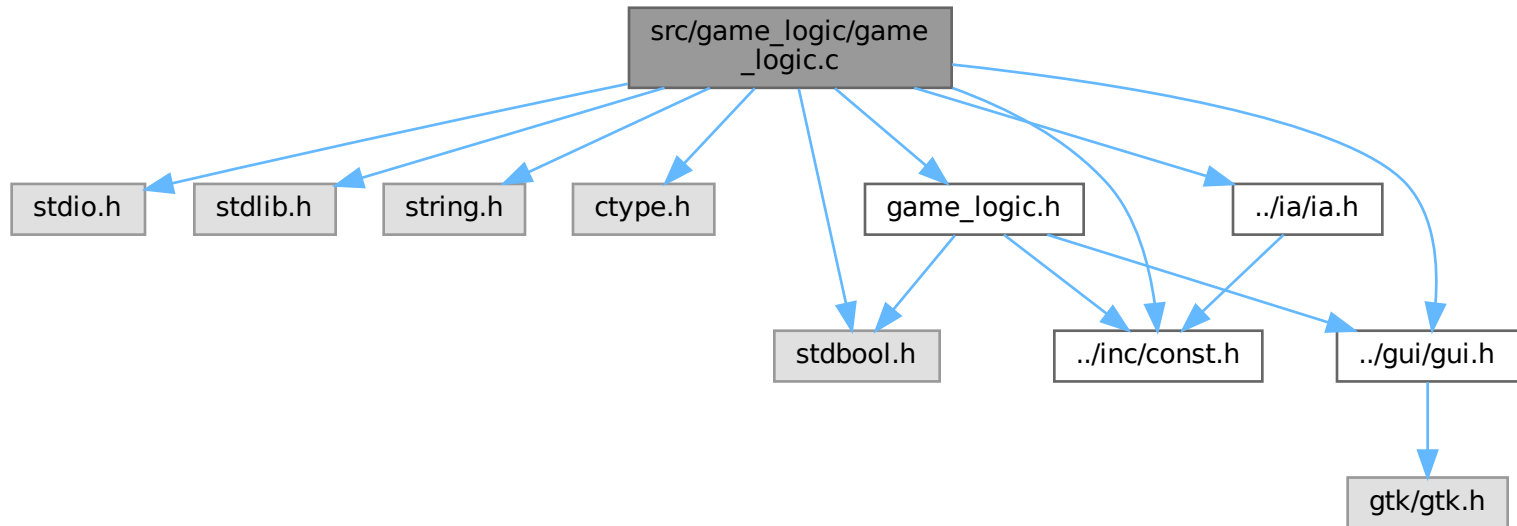 src/game_logic/game
_logic.c
stdio.h
stdlib.h
string.h
ctype.h
game_logic.h
../ia/ia.h
stdbool.h
../inc/const.h
../gui/gui.h
gtk/gtk.h